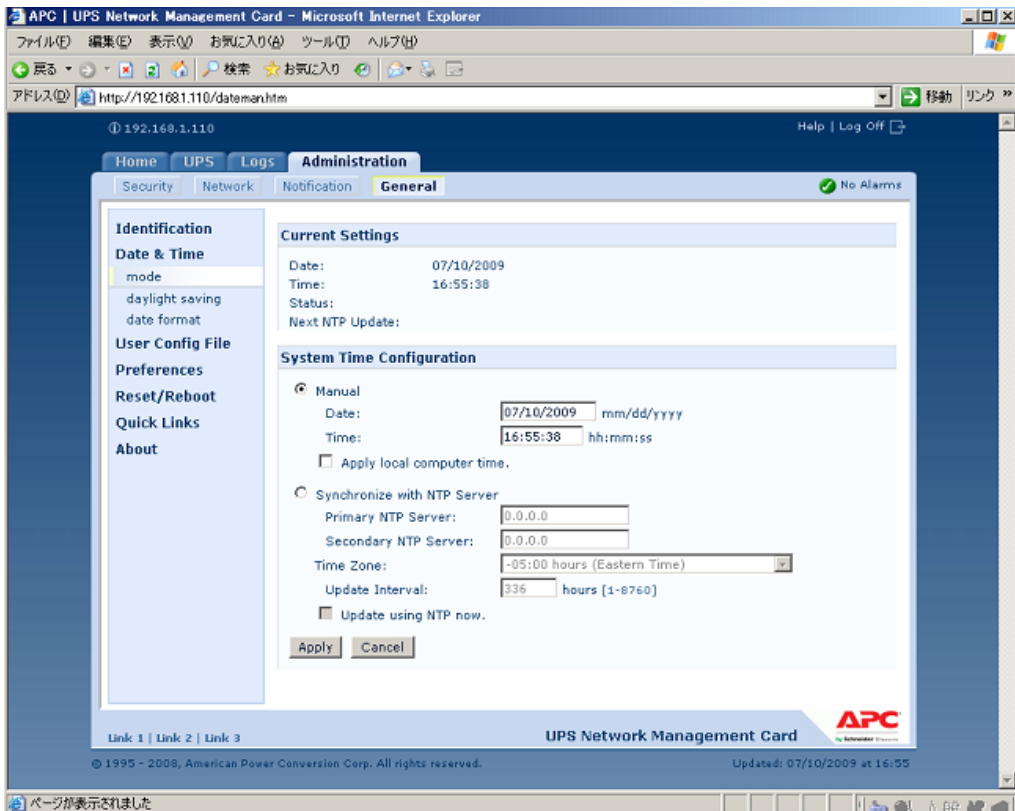 APC | UPS Network Management Card - Microsoft Internet Explorer
ファイル(F) 編集(E) 表示(V) お気に入り(A) ツール(T) ヘルプ(H)
戻る 検索 お気に入り
アドレス(D) http://192.168.1.110/dateman.htm 移動 リンク »
192.168.1.110 Help | Log Off
Home UPS Logs Administration
Security Network Notification General No Alarms
Identification
Date & Time
mode
daylight saving
date format
User Config File
Preferences
Reset/Reboot
Quick Links
About
Current Settings
Date: 07/10/2009
Time: 16:55:38
Status:
Next NTP Update:
System Time Configuration
Manual
Date: 07/10/2009 mm/dd/yyyy
Time: 16:55:38 hh:mm:ss
Apply local computer time.
Synchronize with NTP Server
Primary NTP Server: 0.0.0.0
Secondary NTP Server: 0.0.0.0
Time Zone: -05:00 hours (Eastern Time)
Update Interval: 336 hours [1-8760]
Update using NTP now.
Apply Cancel
Link 1 | Link 2 | Link 3 UPS Network Management Card APC
by Schneider Electric
© 1995 - 2008, American Power Conversion Corp. All rights reserved. Updated: 07/10/2009 at 16:55
ページが表示されました